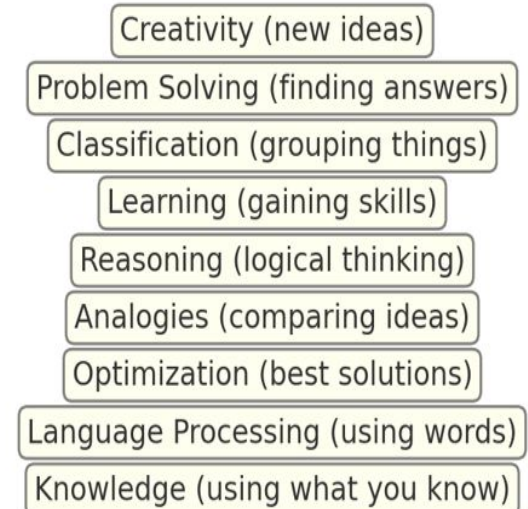 Creativity (new ideas)
Problem Solving (finding answers)
Classification (grouping things)
Learning (gaining skills)
Reasoning (logical thinking)
Analogies (comparing ideas)
Optimization (best solutions)
Language Processing (using words)
Knowledge (using what you know)